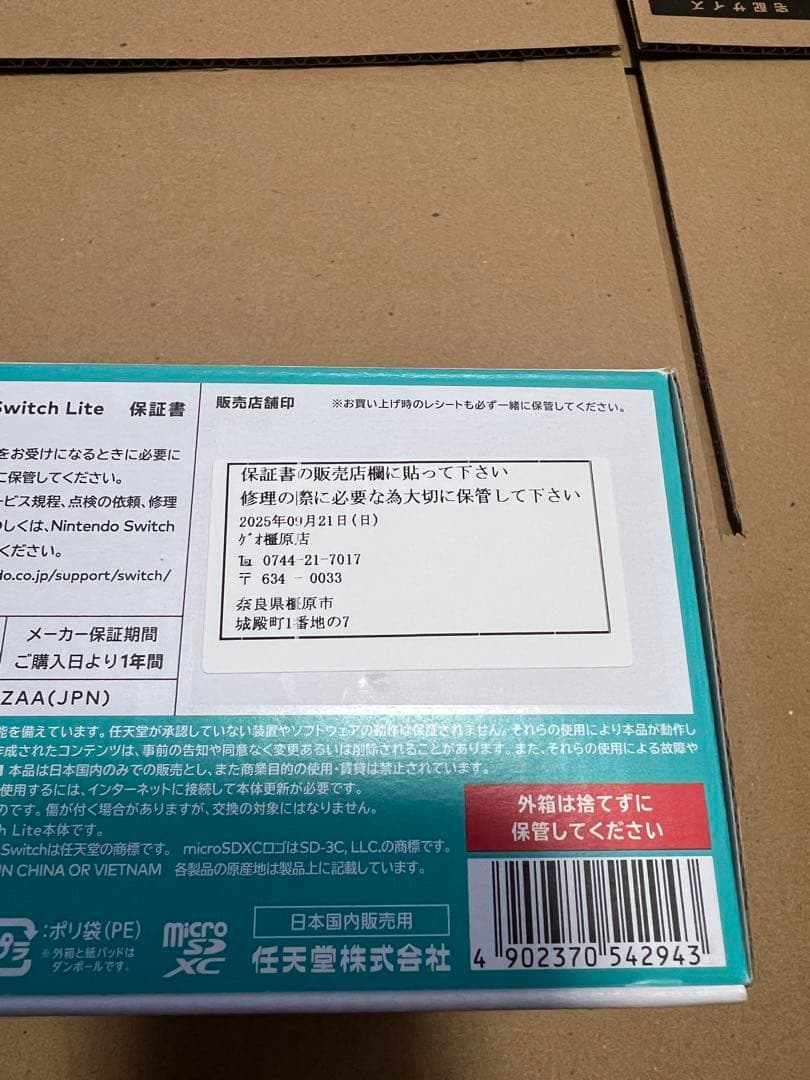 宅配サイズ
Switch Lite 保証書
をお受けになるときに必要に
に保管してください。
ービス規程、点検の依頼、修理
しくは、Nintendo Switch
ください。
do.co.jp/support/switch/
メーカー保証期間
ご購入日より1年間
ZAA(JPN)
販売店舗印 ※お買い上げ時のレシートも必ず一緒に保管してください。
保証書の販売店欄に貼って下さい
修理の際に必要な為大切に保管して下さい
2025年09月21日(日)
ゲオ橿原店
℡ 0744-21-7017
〒 634 - 0033
奈良県橿原市
城殿町1番地の7
能を備えています。任天堂が承認していない装置やソフトウェアの動作は保証されません。それらの使用により本品が動作し
作成されたコンテンツは、事前の告知や同意なく変更あるいは削除されることがあります。また、それらの使用による故障や
本品は日本国内のみでの販売とし、また商業目的の使用・賃貸は禁止されています。
使用するには、インターネットに接続して本体更新が必要です。
のです。傷が付く場合がありますが、交換の対象にはなりません。
h Lite本体です。
Switchは任天堂の商標です。 microSDXCロゴはSD-3C, LLC.の商標です。
IN CHINA OR VIETNAM 各製品の原産地は製品上に記載しています。
外箱は捨てずに
保管してください
プラ
:ポリ袋(PE)
※外箱と紙パッドは
ダンボールです。
micro
SD
XC
日本国内販売用
任天堂株式会社
4 902370 542943